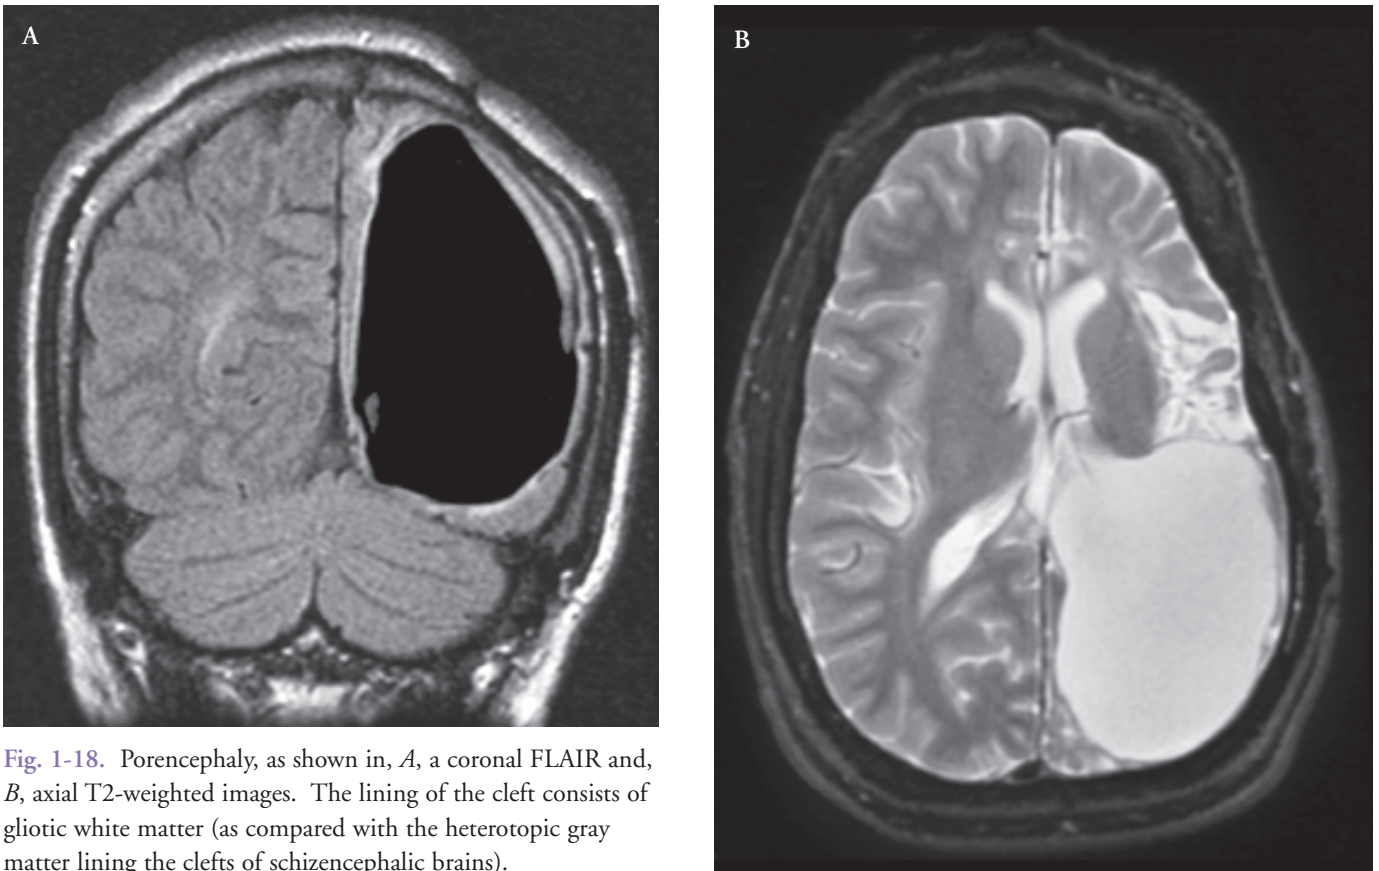 A
B
Fig. 1-18. Porencephaly, as shown in, A, a coronal FLAIR and,
B, axial T2-weighted images. The lining of the cleft consists of
gliotic white matter (as compared with the heterotopic gray
matter lining the clefts of schizencephalic brains).